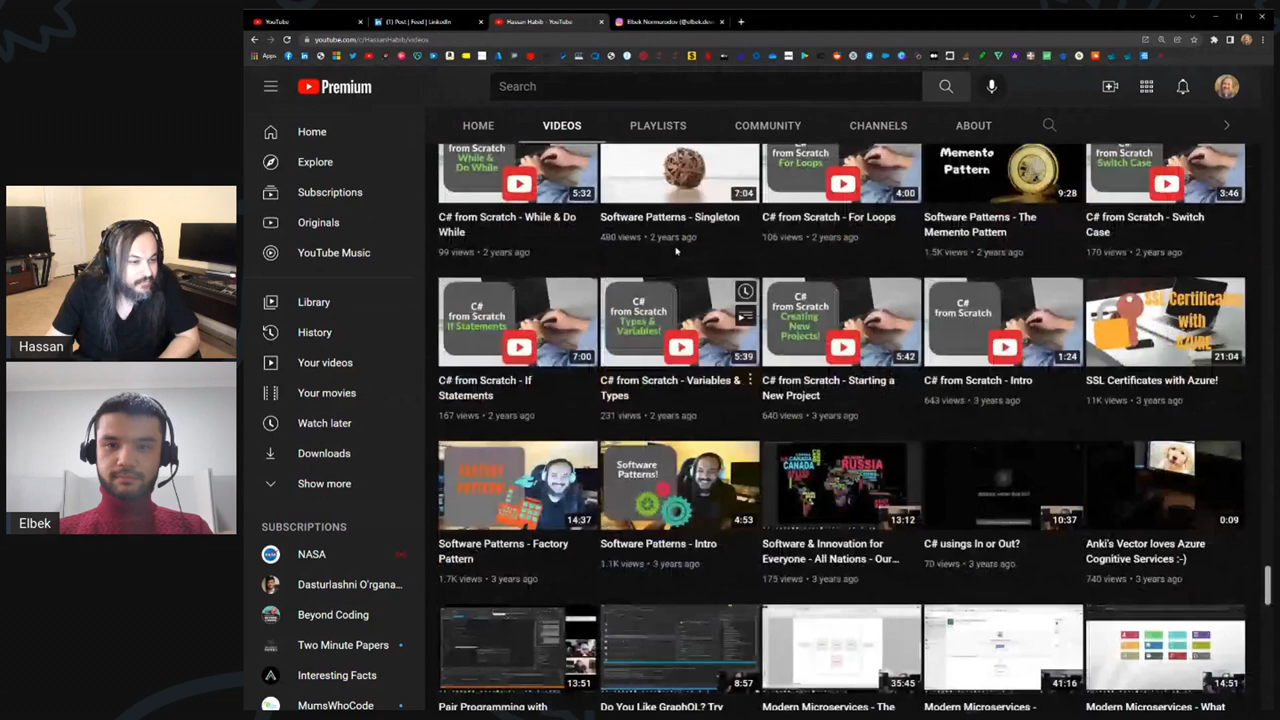 YouTube
(1) Post | Feed | LinkedIn
Hassan Habib - YouTube
Elbek Normurodov (@elbek.dev
youtube.com/c/HassanHabib/videos
Apps
Premium
Search
HOME
VIDEOS
PLAYLISTS
COMMUNITY
CHANNELS
ABOUT
Home
Explore
Subscriptions
Originals
YouTube Music
Library
History
Your videos
Your movies
Watch later
Downloads
Show more
SUBSCRIPTIONS
NASA
Dasturlashni O'rgana...
Beyond Coding
Two Minute Papers
Interesting Facts
MumsWhoCode
Hassan
Elbek
from Scratch
While &
Do While
5:32
7:04
from Scratch
For Loops
4:00
Memento
Pattern
9:28
from Scratch
Switch
Case
3:46
C# from Scratch - While & Do
While
99 views • 2 years ago
Software Patterns - Singleton
480 views • 2 years ago
C# from Scratch - For Loops
106 views • 2 years ago
Software Patterns - The
Memento Pattern
1.5K views • 2 years ago
C# from Scratch - Switch
Case
170 views • 2 years ago
C#
from Scratch
If Statements
7:00
C#
from Scratch
Types &
Variables!
5:39
C#
from Scratch
Creating
New
Projects!
5:42
C#
from Scratch
1:24
SSL Certificates
with
AZURE!
21:04
C# from Scratch - If
Statements
167 views • 2 years ago
C# from Scratch - Variables &
Types
231 views • 2 years ago
C# from Scratch - Starting a
New Project
640 views • 3 years ago
C# from Scratch - Intro
643 views • 3 years ago
SSL Certificates with Azure!
11K views • 3 years ago
FACTORY
PATTERN
14:37
Software
Patterns!
4:53
CANADA
RUSSIA
13:12
10:37
0:09
Software Patterns - Factory
Pattern
1.7K views • 3 years ago
Software Patterns - Intro
1.1K views • 3 years ago
Software & Innovation for
Everyone - All Nations - Our...
175 views • 3 years ago
C# usings In or Out?
70 views • 3 years ago
Anki's Vector loves Azure
Cognitive Services :-)
740 views • 3 years ago
13:51
8:57
35:45
41:16
14:51
Pair Programming with
Do You Like GraphQL? Try
Modern Microservices - The
Modern Microservices -
Modern Microservices - What